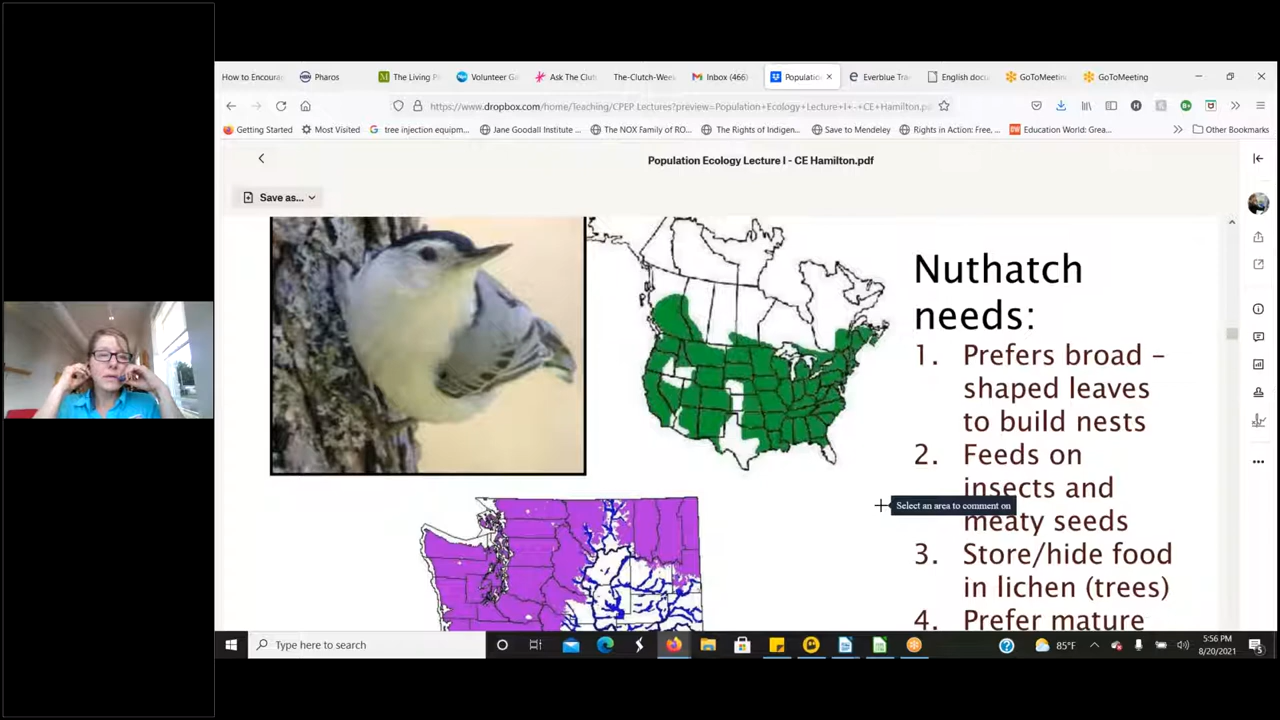 How to Encour
Pharos
The Living P
Volunteer Ga
Ask The Clut
The-Clutch-Wee
Inbox (466)
Populatio
Everblue Tra
English docu
GoToMeetin
GoToMeeting
https://www.dropbox.com/home/Teaching/CPEP Lectures?preview=Population+Ecology+Lecture+I+-+CE+Hamilton.p
Getting Started
Most Visited
tree injection equipm...
Jane Goodall Institute ...
The NOX Family of RO...
The Rights of Indigen...
Save to Mendeley
Rights in Action: Free, ...
Education World: Grea...
Other Bookmarks
Population Ecology Lecture I - CE Hamilton.pdf
Save as...
Nuthatch
needs:
1. Prefers broad –
shaped leaves
to build nests
2. Feeds on
insects and
meaty seeds
3. Store/hide food
in lichen (trees)
4. Prefer mature
Select an area to comment on
Type here to search
85°F
5:56 PM
8/20/2021
5